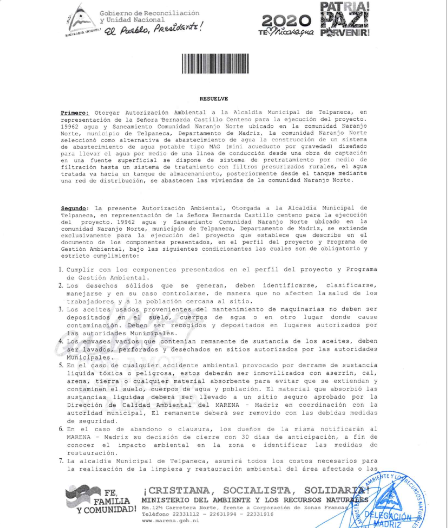 Gobierno de Reconciliación
y Unidad Nacional
El Pueblo, Presidente!
2020
PATRIA!
PAZ!
PORVENIR!
RESUELVE
Primero: Otorgar Autorización Ambiental a la Alcaldía Municipal de Telpaneca, en
representación de la Señora Bernarda Castillo Centeno para la ejecución del proyecto.
19962 agua y Saneamiento Comunidad Naranjo Norte ubicado en la comunidad Naranjo
Norte, municipio de Telpaneca, Departamento de Madriz. La comunidad Naranjo Norte
seleccionó como alternativa de abastecimiento de agua la construcción de un sistema
de abastecimiento de agua potable tipo MAG (mini acueducto por gravedad) diseñado
para llevar el agua por medio de una línea de conducción desde una obra de captación
en una fuente superficial se dispone de sistema de pretratamiento por medio de
filtración hasta un sistema de tratamiento con filtros presurizados rurales, el agua
tratada va hacia un tanque de almacenamiento, posteriormente desde el tanque mediante
una red de distribución, se abastecen las viviendas de la comunidad Naranjo Norte.
Segundo: La presente Autorización Ambiental, Otorgada a la Alcaldía Municipal de
Telpaneca, en representación de la Señora Bernarda Castillo Centeno para la ejecución
del proyecto. 19962 agua y Saneamiento Comunidad Naranjo Norte ubicado en la
comunidad Naranjo Norte, municipio de Telpaneca, Departamento de Madriz, se extiende
exclusivamente para la ejecución del proyecto que establece que describe en el
documento de los componentes presentados, en el perfil del proyecto y Programa de
Gestión Ambiental, bajo las siguientes condicionantes las cuales son de obligatorio y
estricto cumplimiento:
1. Cumplir con los componentes presentados en el perfil del proyecto y Programa
de Gestión Ambiental.
2. Los desechos sólidos que se generan, deben identificarse, clasificarse,
manejarse y en su caso controlarse, de manera que no afecten la salud de los
trabajadores y a la población cercana al sitio.
3. Los aceites usados provenientes del mantenimiento de maquinarias no deben ser
depositados en el suelo, cuerpos de agua o en otro lugar donde cause
contaminación. Deben ser removidos y depositados en lugares autorizados por
las autoridades Municipales.
4. Los envases vacíos que contenían remanente de sustancia de los aceites, deben
ser lavados perforados y desechados en sitios autorizados por las autoridades
Municipales.
5. En el caso de cualquier accidente ambiental provocado por derrame de sustancia
líquida tóxica o peligrosa, estos deberán ser inmovilizados con aserrín, cal,
arena, tierra o cualquier material absorbente para evitar que se extiendan y
contaminen el suelo, cuerpos de agua y población. El material que absorbió las
sustancias líquidas deberá ser llevado a un sitio seguro aprobado por la
Dirección de Calidad Ambiental del MARENA – Madriz en coordinación con la
autoridad municipal, El remanente deberá ser removido con las debidas medidas
de seguridad.
6. En el caso de abandono o clausura, los dueños de la misma notificarán al
MARENA – Madriz su decisión de cierre con 30 días de anticipación, a fin de
conocer el impacto ambiental en la zona e identificar las medidas de
restauración.
7. La alcaldía Municipal de Telpaneca, asumirá todos los costos necesarios para
la realización de la limpieza y restauración ambiental del área afectada o las
FE,
FAMILIA
Y COMUNIDAD!
¡CRISTIANA, SOCIALISTA, SOLIDARIA!
MINISTERIO DEL AMBIENTE Y LOS RECURSOS NATURALES
Km.12½ Carretera Norte, frente a Corporación de Zonas Francas
Teléfono 22331112 – 22631994 – 22331816
www.marena.gob.ni
DELEGACIÓN
MADRIZ